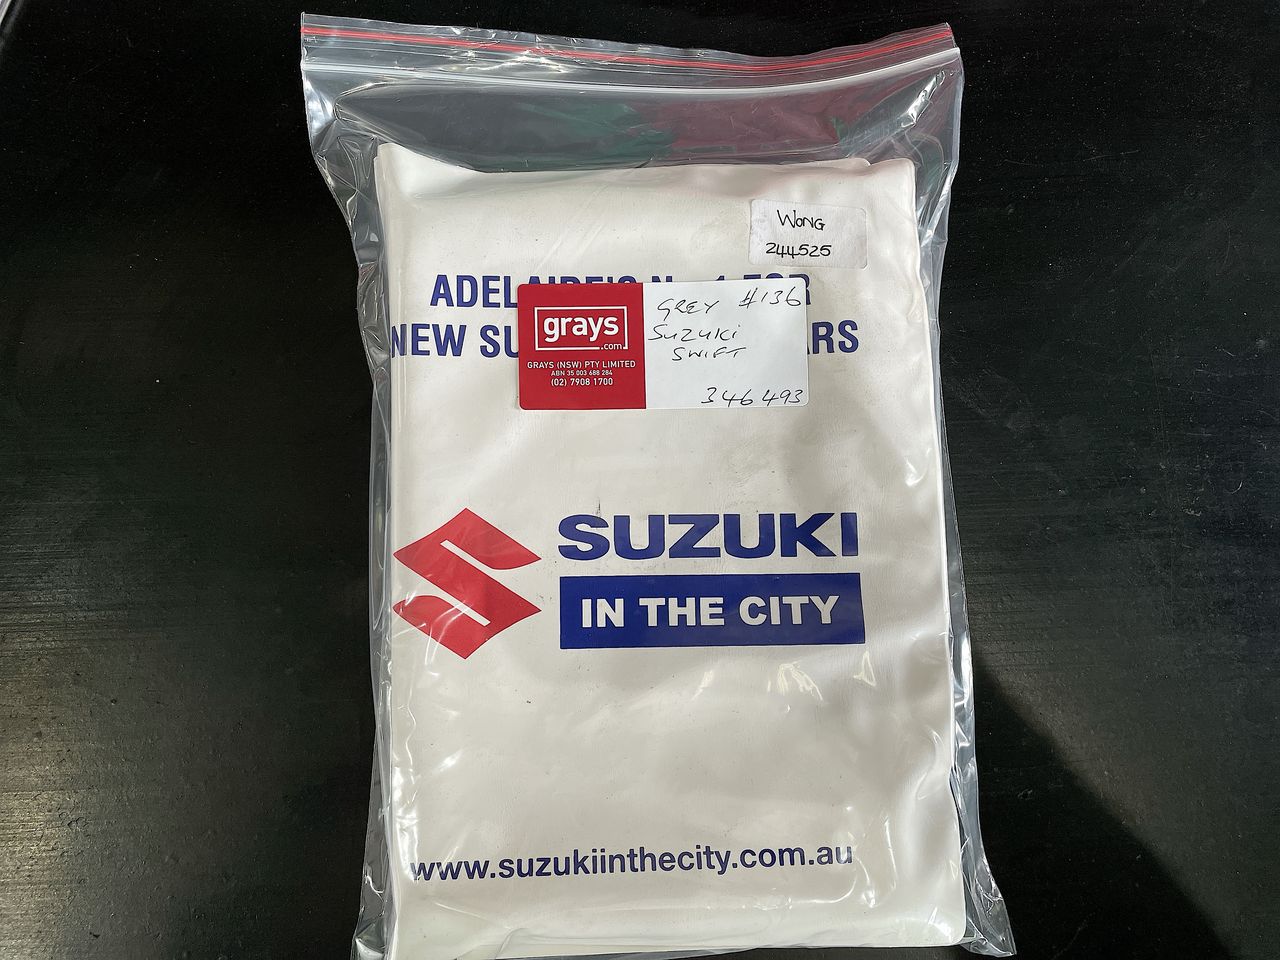 WONG
244525
ADELAIDE'S No. 1 FOR
NEW SU ARS
grays
.com
GRAYS (NSW) PTY LIMITED
ABN 35 003 688 284
(02) 7908 1700
GREY #136
SUZUKI
SWIFT
346493
SUZUKI
IN THE CITY
www.suzukiinthecity.com.au